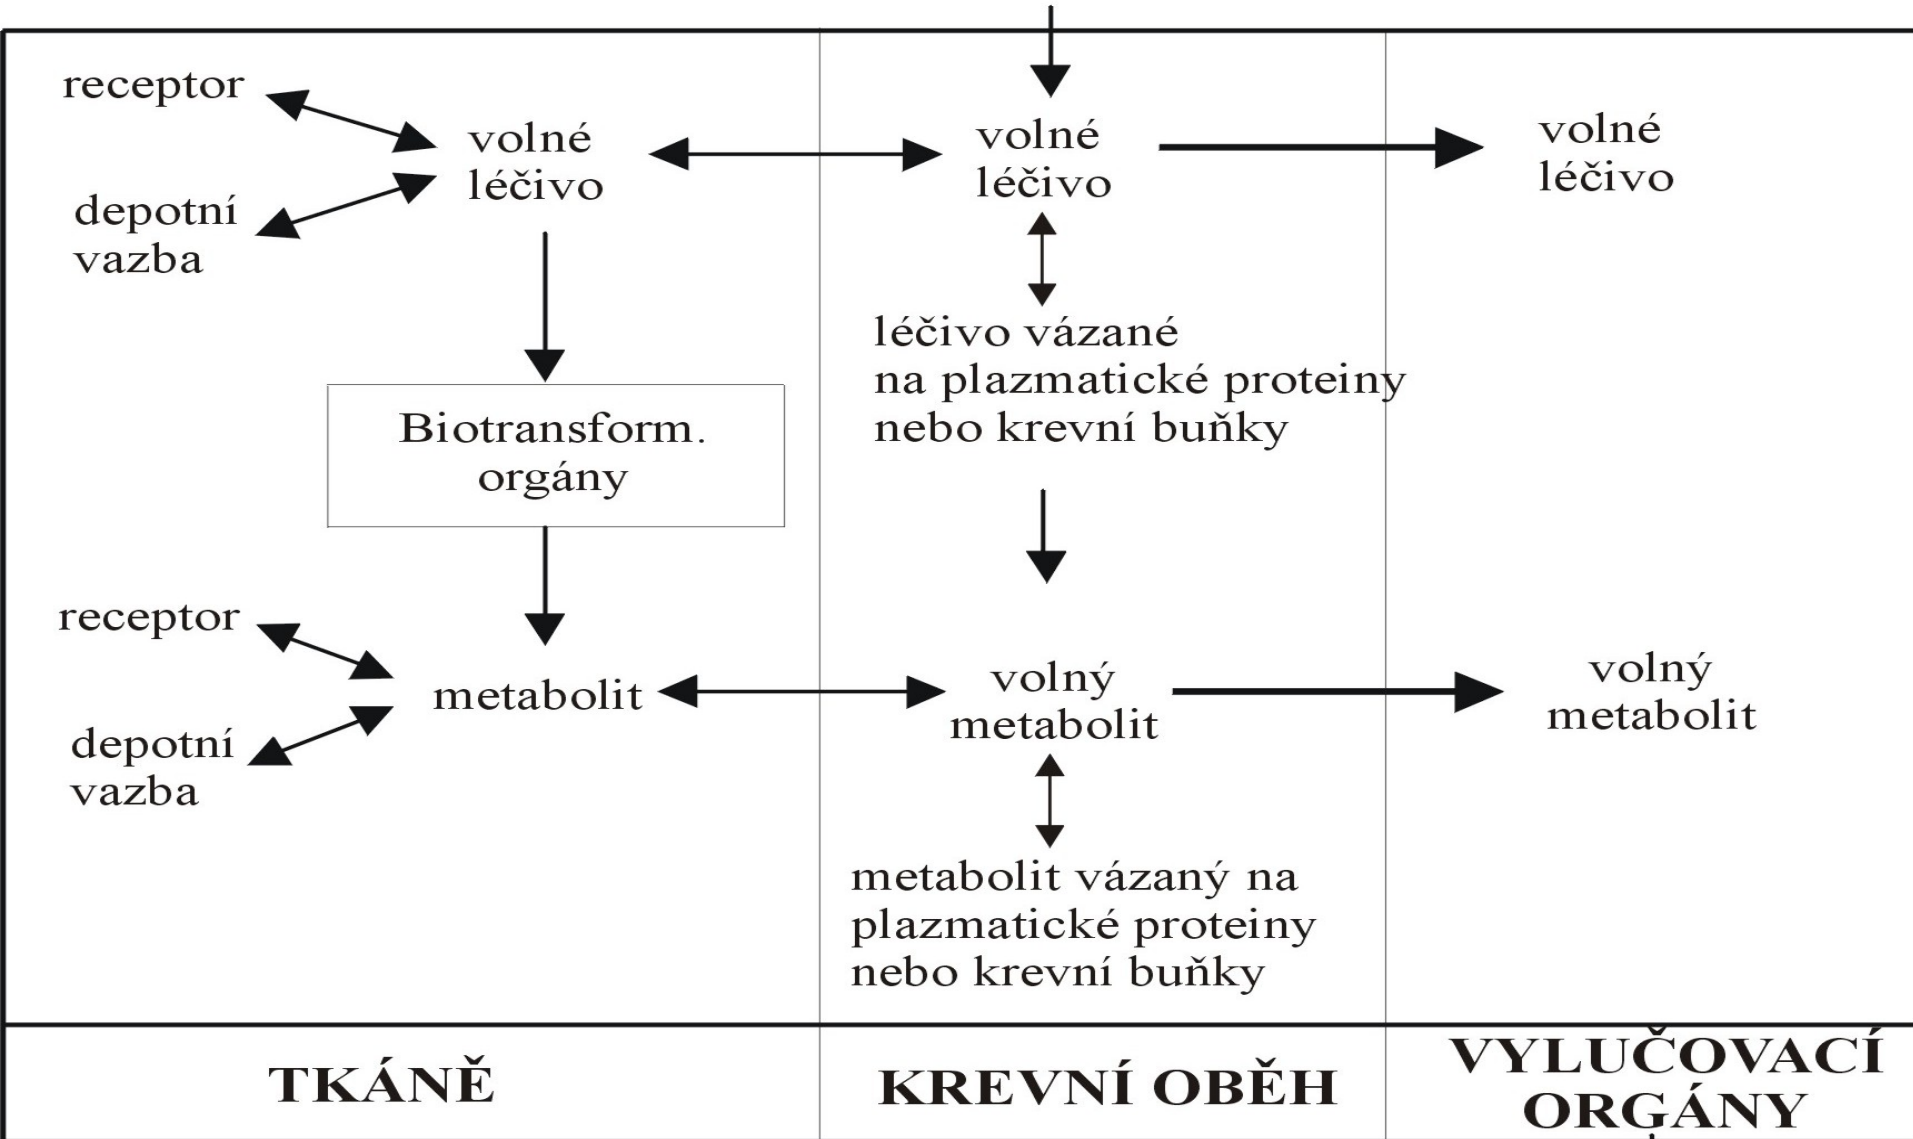 receptor
depotní
vazba
volné
léčivo
Biotransform.
orgány
receptor
depotní
vazba
metabolit
volné
léčivo
léčivo vázané
na plazmatické proteiny
nebo krevní buňky
volný
metabolit
metabolit vázaný na
plazmatické proteiny
nebo krevní buňky
volné
léčivo
volný
metabolit
TKÁNĚ
KREVNÍ OBĚH
VYLUČOVACÍ
ORGÁNY